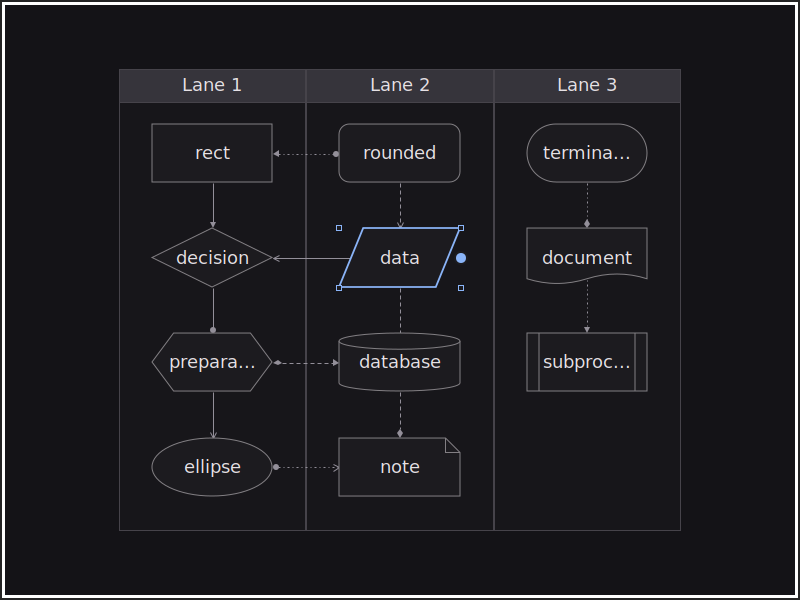 Lane 1
Lane 2
Lane 3
rect
rounded
termina...
decision
data
document
prepara...
database
subproc...
ellipse
note